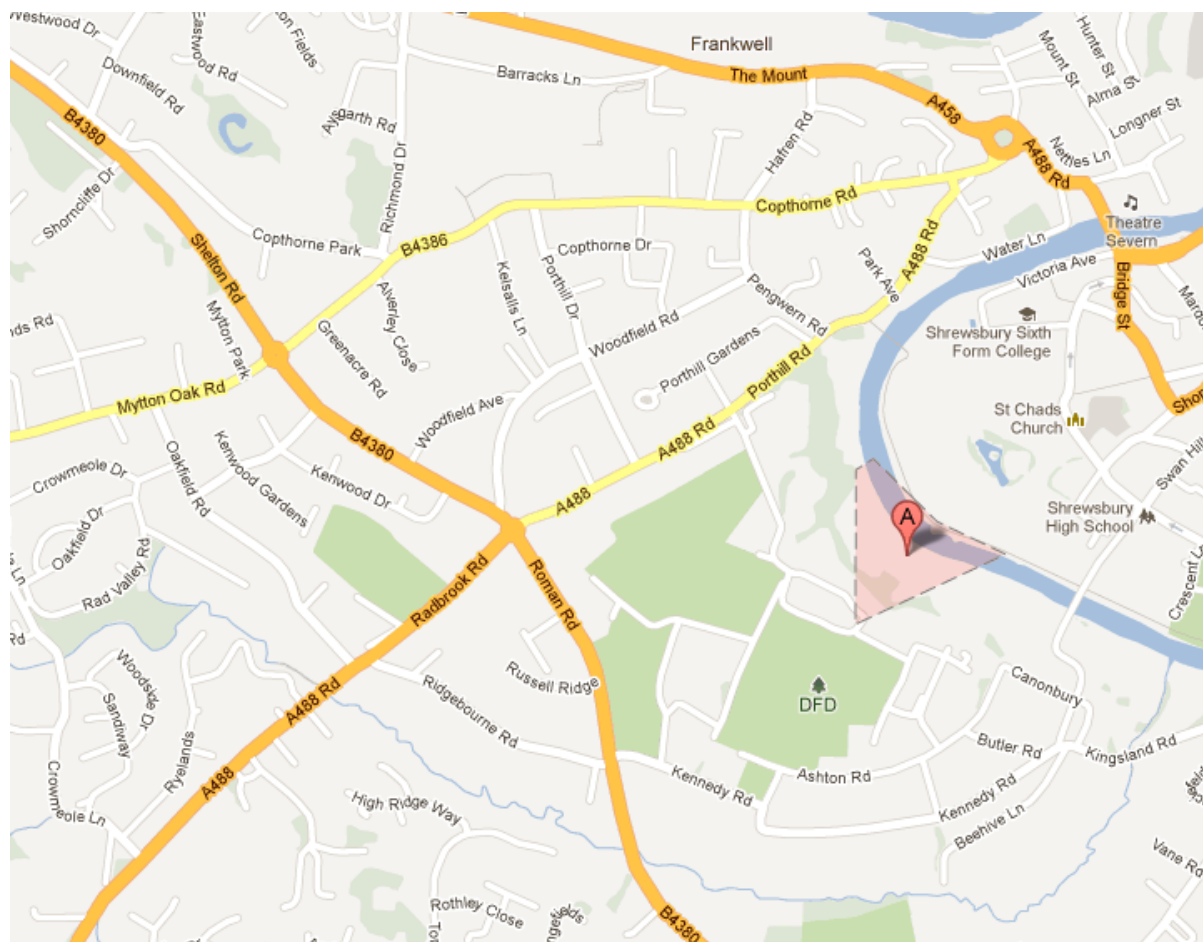 Westwood Dr
Eastwood Rd
Downfield Rd
Frankwell
Barracks Ln
The Mount
Mount St
Hunter St
Alma St
Longner St
B4380
Aysgarth Rd
Richmond Dr
Hafren Rd
A458
A488 Rd
Nettles Ln
Shorncliffe Dr
Copthorne Park
B4386
Copthorne Rd
Copthorne Dr
Theatre
Severn
Water Ln
Victoria Ave
Bridge St
Shelton Rd
Mytton Park
Alverley Close
Kelsalls Ln
Porthill Dr
Pengwern Rd
Park Ave
A488 Rd
Greenacre Rd
Woodfield Rd
Porthill Gardens
Porthill Rd
Shrewsbury Sixth
Form College
Mytton Oak Rd
Woodfield Ave
St Chads
Church
B4380
A488 Rd
Crowmeole Dr
Oakfield Rd
Kenwood Gardens
Kenwood Dr
Swan Hill
A488
A
Shrewsbury
High School
Oakfield Dr
Rad Valley Rd
Radbrook Rd
Roman Rd
Woodside Dr
Sandiway
Ryelands
A488 Rd
Ridgebourne Rd
Russell Ridge
DFD
Canonbury
Butler Rd
Kingsland Rd
Crowmeole Ln
A488
High Ridge Way
Kennedy Rd
Ashton Rd
Kennedy Rd
Beehive Ln
Vane Rd
Rothley Close
B4380